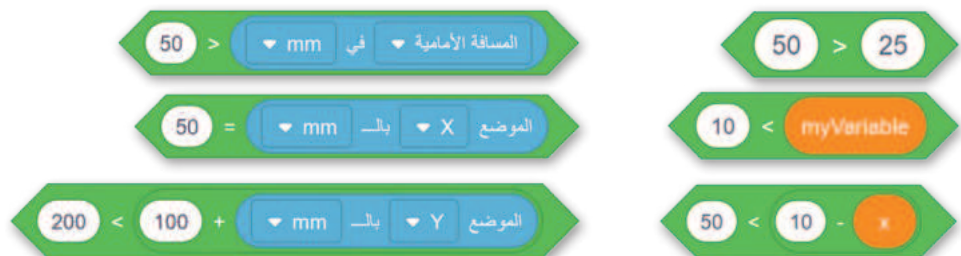 50 > 25
المسافة الأمامية في mm > 50
10 < myVariable
الموضع X بالـ mm = 50
50 < 10 - x
الموضع Y بالـ mm + 100 < 200